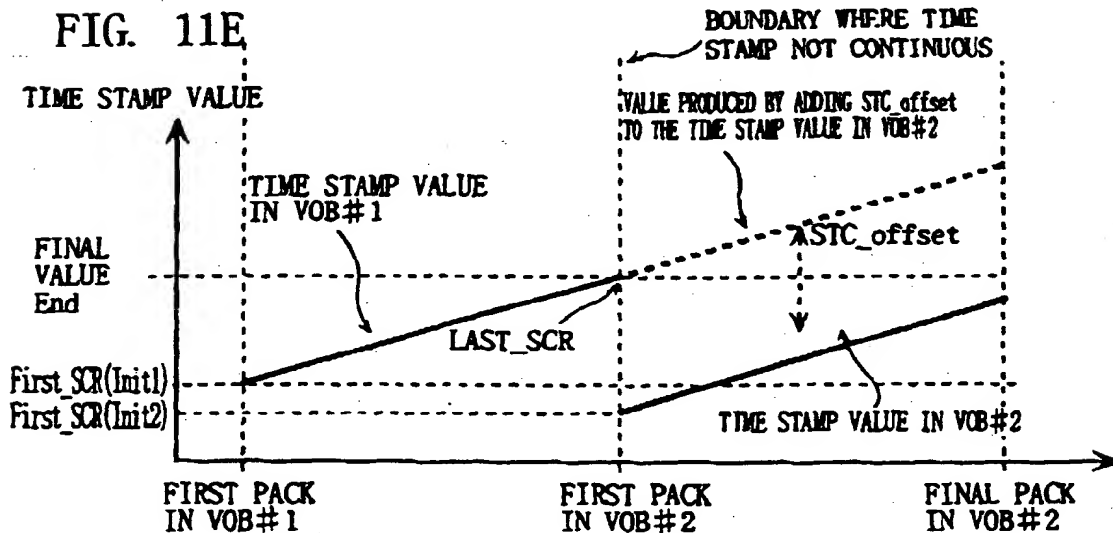 FIG. 11E
BOUNDARY WHERE TIME
STAMP NOT CONTINUOUS
TIME STAMP VALUE
VALUE PRODUCED BY ADDING STC_offset
TO THE TIME STAMP VALUE IN VOB#2
TIME STAMP VALUE
IN VOB#1
STC_offset
FINAL
VALUE
End
LAST_SCR
First_SCR(Init1)
First_SCR(Init2)
TIME STAMP VALUE IN VOB#2
FIRST PACK
IN VOB#1
FIRST PACK
IN VOB#2
FINAL PACK
IN VOB#2